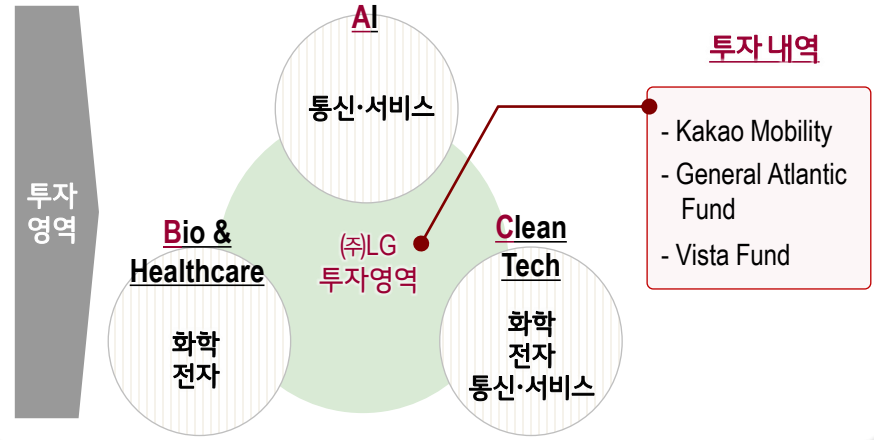 투자
영역
AI
통신·서비스
Bio &
Healthcare
화학
전자
㈜LG
투자영역
Clean
Tech
화학
전자
통신·서비스
투자 내역
- Kakao Mobility
- General Atlantic
Fund
- Vista Fund